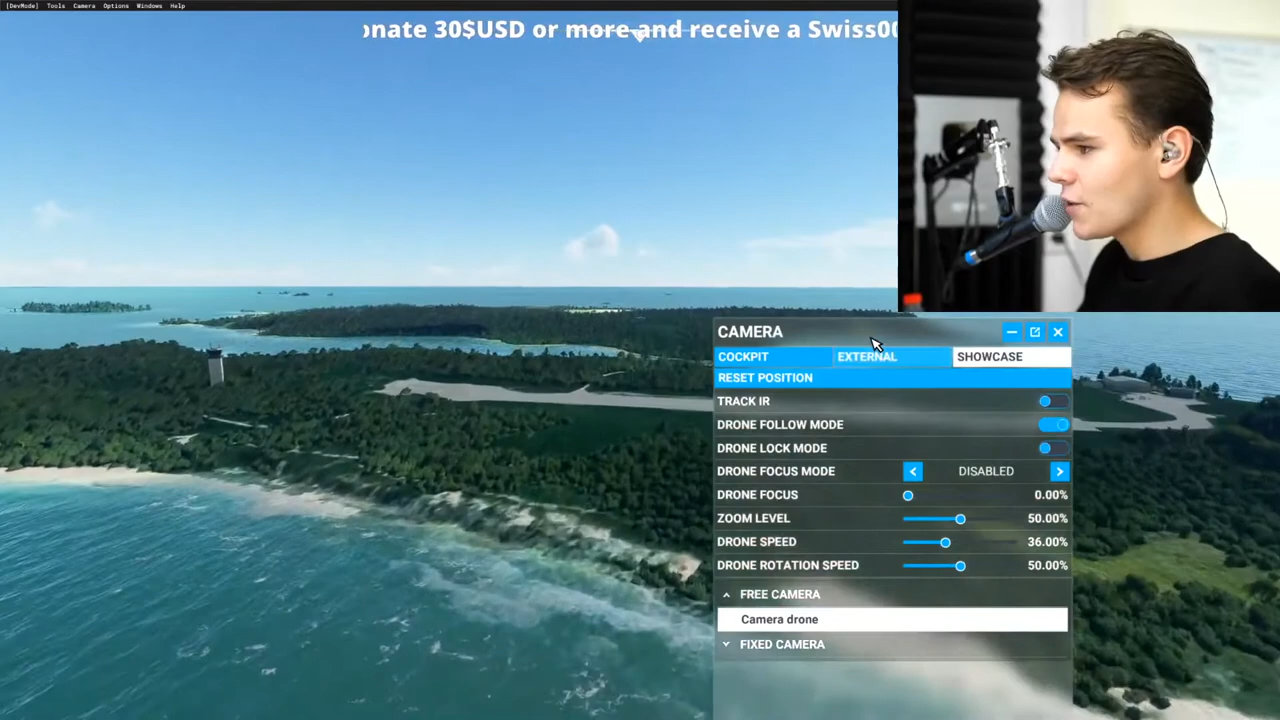 [DevMode] Tools Camera Options Windows Help
onate 30$USD or more and receive a Swiss00
CAMERA
COCKPIT EXTERNAL SHOWCASE
RESET POSITION
TRACK IR
DRONE FOLLOW MODE
DRONE LOCK MODE
DRONE FOCUS MODE DISABLED
DRONE FOCUS 0.00%
ZOOM LEVEL 50.00%
DRONE SPEED 36.00%
DRONE ROTATION SPEED 50.00%
FREE CAMERA
Camera drone
FIXED CAMERA